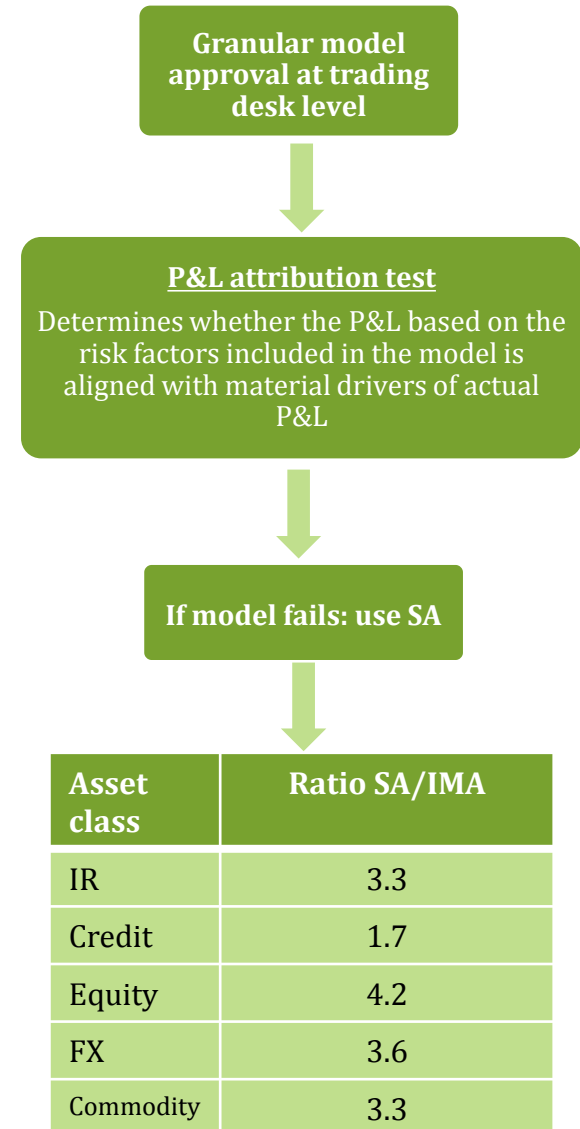 Granular model
approval at trading
desk level
P&L attribution test
Determines whether the P&L based on the
risk factors included in the model is
aligned with material drivers of actual
P&L
If model fails: use SA
Asset class Ratio SA/IMA
IR 3.3
Credit 1.7
Equity 4.2
FX 3.6
Commodity 3.3